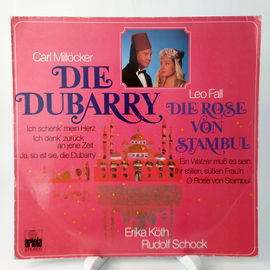 Carl Millöcker
DIE
DUBARRY
Ich schenk' mein Herz
Ich denk' zurück
an jene Zeit
Ja, so ist sie, die Dubarry
Leo Fall
DIE ROSE
VON
STAMBUL
Ein Walzer muß es sein
Ihr stillen, süßen Frau'n
O Rose von Stambul
Erika Köth
Rudolf Schock
ariola
STEREO